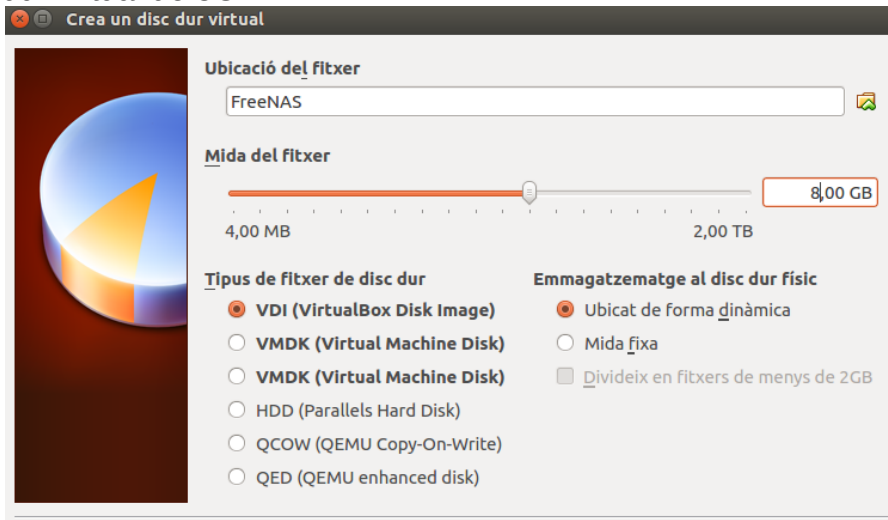 Crea un disc dur virtual
Ubicació del fitxer
FreeNAS
Mida del fitxer
8,00 GB
4,00 MB 2,00 TB
Tipus de fitxer de disc dur
VDI (VirtualBox Disk Image)
VMDK (Virtual Machine Disk)
VMDK (Virtual Machine Disk)
HDD (Parallels Hard Disk)
QCOW (QEMU Copy-On-Write)
QED (QEMU enhanced disk)
Emmagatzematge al disc dur físic
Ubicat de forma dinàmica
Mida fixa
Divideix en fitxers de menys de 2GB